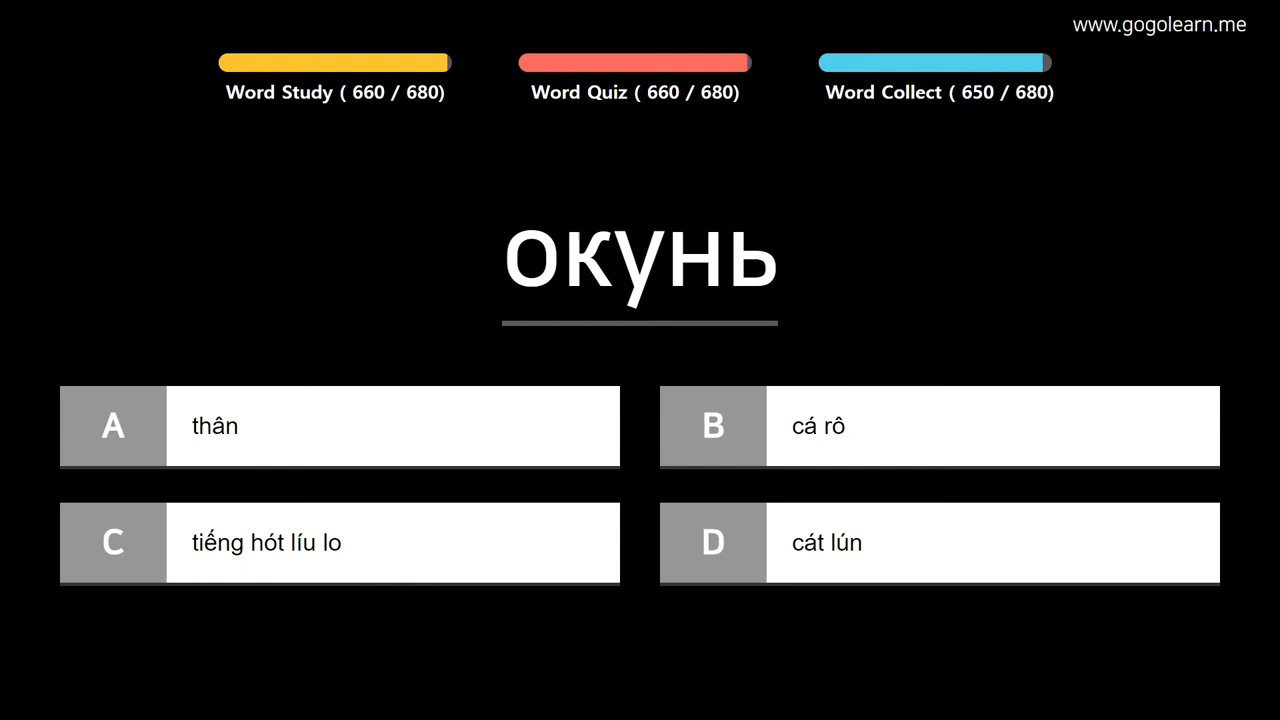 www.gogolearn.me
Word Study ( 660 / 680)
Word Quiz ( 660 / 680)
Word Collect ( 650 / 680)
окунь
A thân
B cá rô
C tiếng hót líu lo
D cát lún